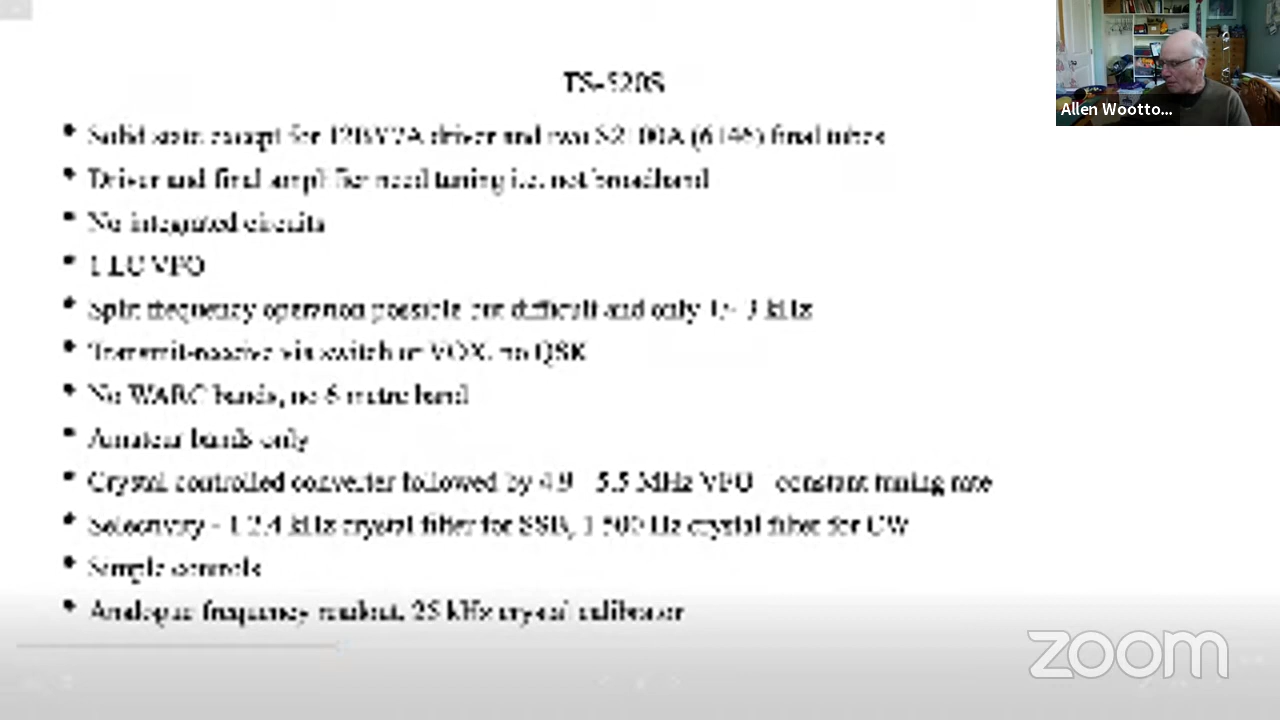 TS-520S
• Solid state except for 12BY7A driver and two S2100A (6146) final tubes
• Driver and final amplifier need tuning i.e. not broadband
• No integrated circuits
• 1 LC VFO
• Split frequency operation possible but difficult and only +/- 3 kHz
• Transmit-receive via switch or VOX, no QSK
• No WARC bands, no 6 metre band
• Amateur bands only
• Crystal controlled converter followed by 4.9 - 5.5 MHz VFO - constant tuning rate
• Selectivity - 1 2.4 kHz crystal filter for SSB, 1 500 Hz crystal filter for CW
• Simple controls
• Analogue frequency readout, 25 kHz crystal calibrator
Allen Wootto...
zoom